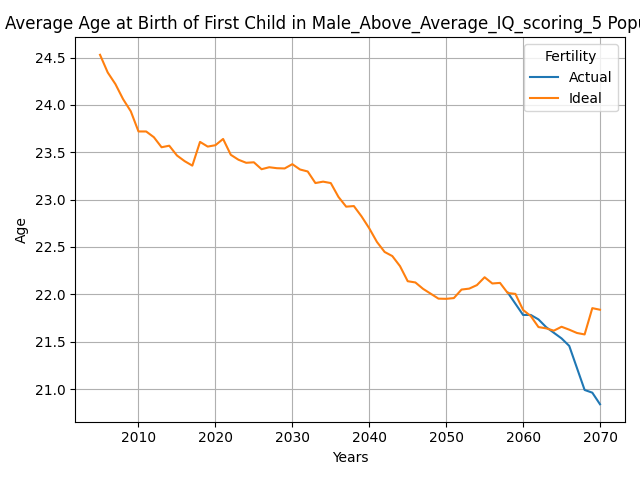 Average Age at Birth of First Child in Male_Above_Average_IQ_scoring_5 Popu
Fertility
Actual
Ideal
24.5
24.0
23.5
23.0
22.5
22.0
21.5
21.0
Age
2010 2020 2030 2040 2050 2060 2070
Years